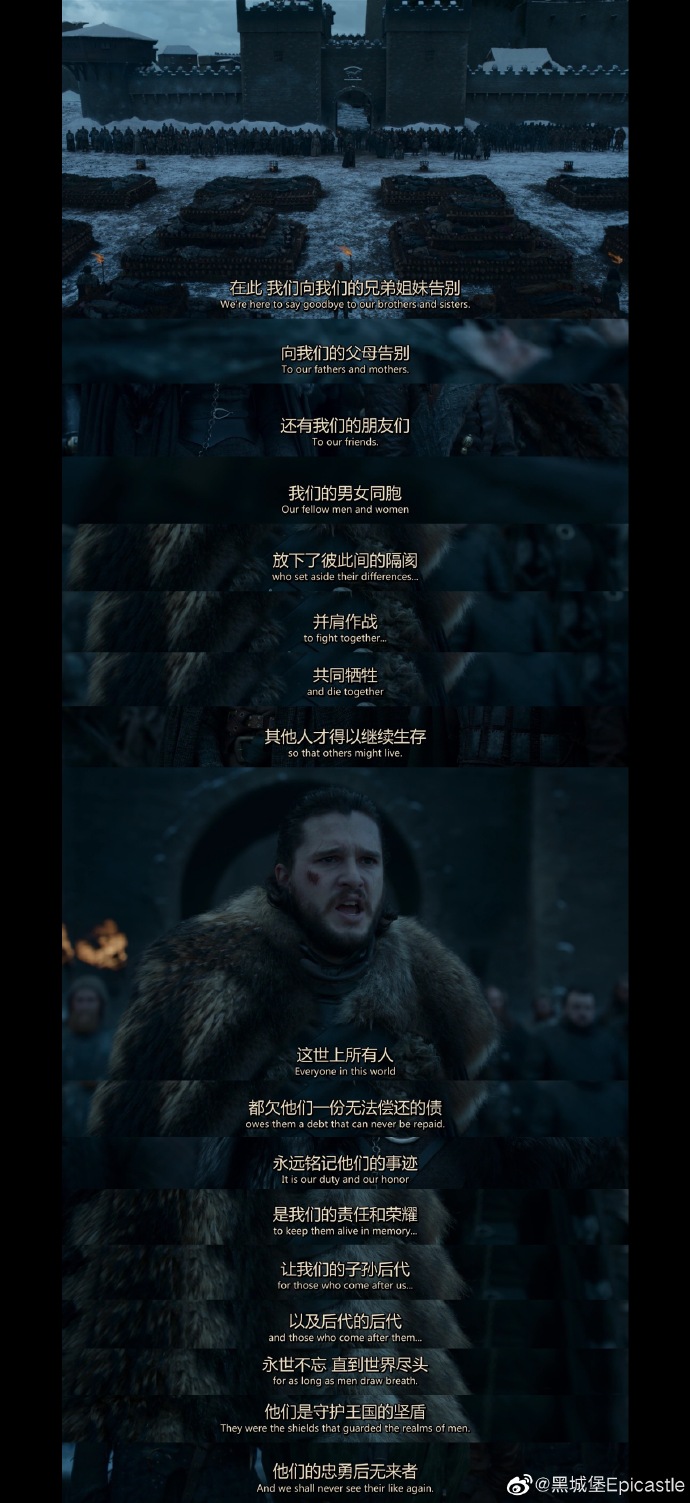 在此 我们向我们的兄弟姐妹告别
We're here to say goodbye to our brothers and sisters.
向我们的父母告别
To our fathers and mothers.
还有我们的朋友们
To our friends.
我们的男女同胞
Our fellow men and women
放下了彼此间的隔阂
who set aside their differences...
并肩作战
to fight together...
共同牺牲
and die together
其他人才得以继续生存
so that others might live.
这世上所有人
Everyone in this world
都欠他们一份无法偿还的债
owes them a debt that can never be repaid.
永远铭记他们的事迹
It is our duty and our honor
是我们的责任和荣耀
to keep them alive in memory...
让我们的子孙后代
for those who come after us...
以及后代的后代
and those who come after them...
永世不忘 直到世界尽头
for as long as men draw breath.
他们是守护王国的坚盾
They were the shields that guarded the realms of men.
他们的忠勇后无来者
And we shall never see their like again.
@黑城堡Epicastle